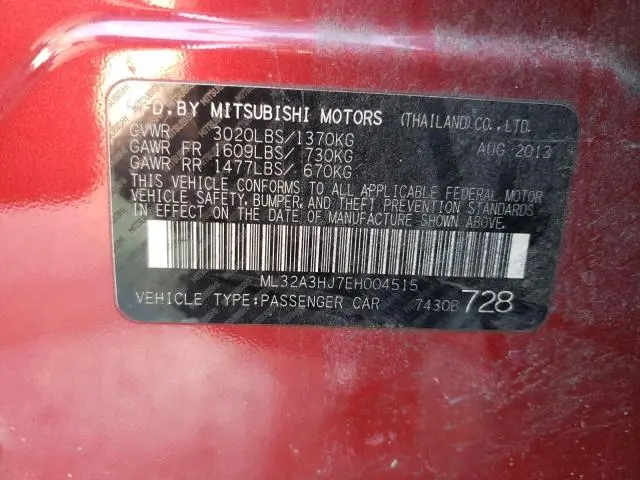 MFD. BY MITSUBISHI MOTORS (THAILAND) CO., LTD.
GVWR 3020LBS/1370KG AUG 2013
GAWR FR 1609LBS/ 730KG
GAWR RR 1477LBS/ 670KG
THIS VEHICLE CONFORMS TO ALL APPLICABLE FEDERAL MOTOR
VEHICLE SAFETY, BUMPER, AND THEFT PREVENTION STANDARDS
IN EFFECT ON THE DATE OF MANUFACTURE SHOWN ABOVE.
ML32A3HJ7EH004515
VEHICLE TYPE:PASSENGER CAR 7430B 728